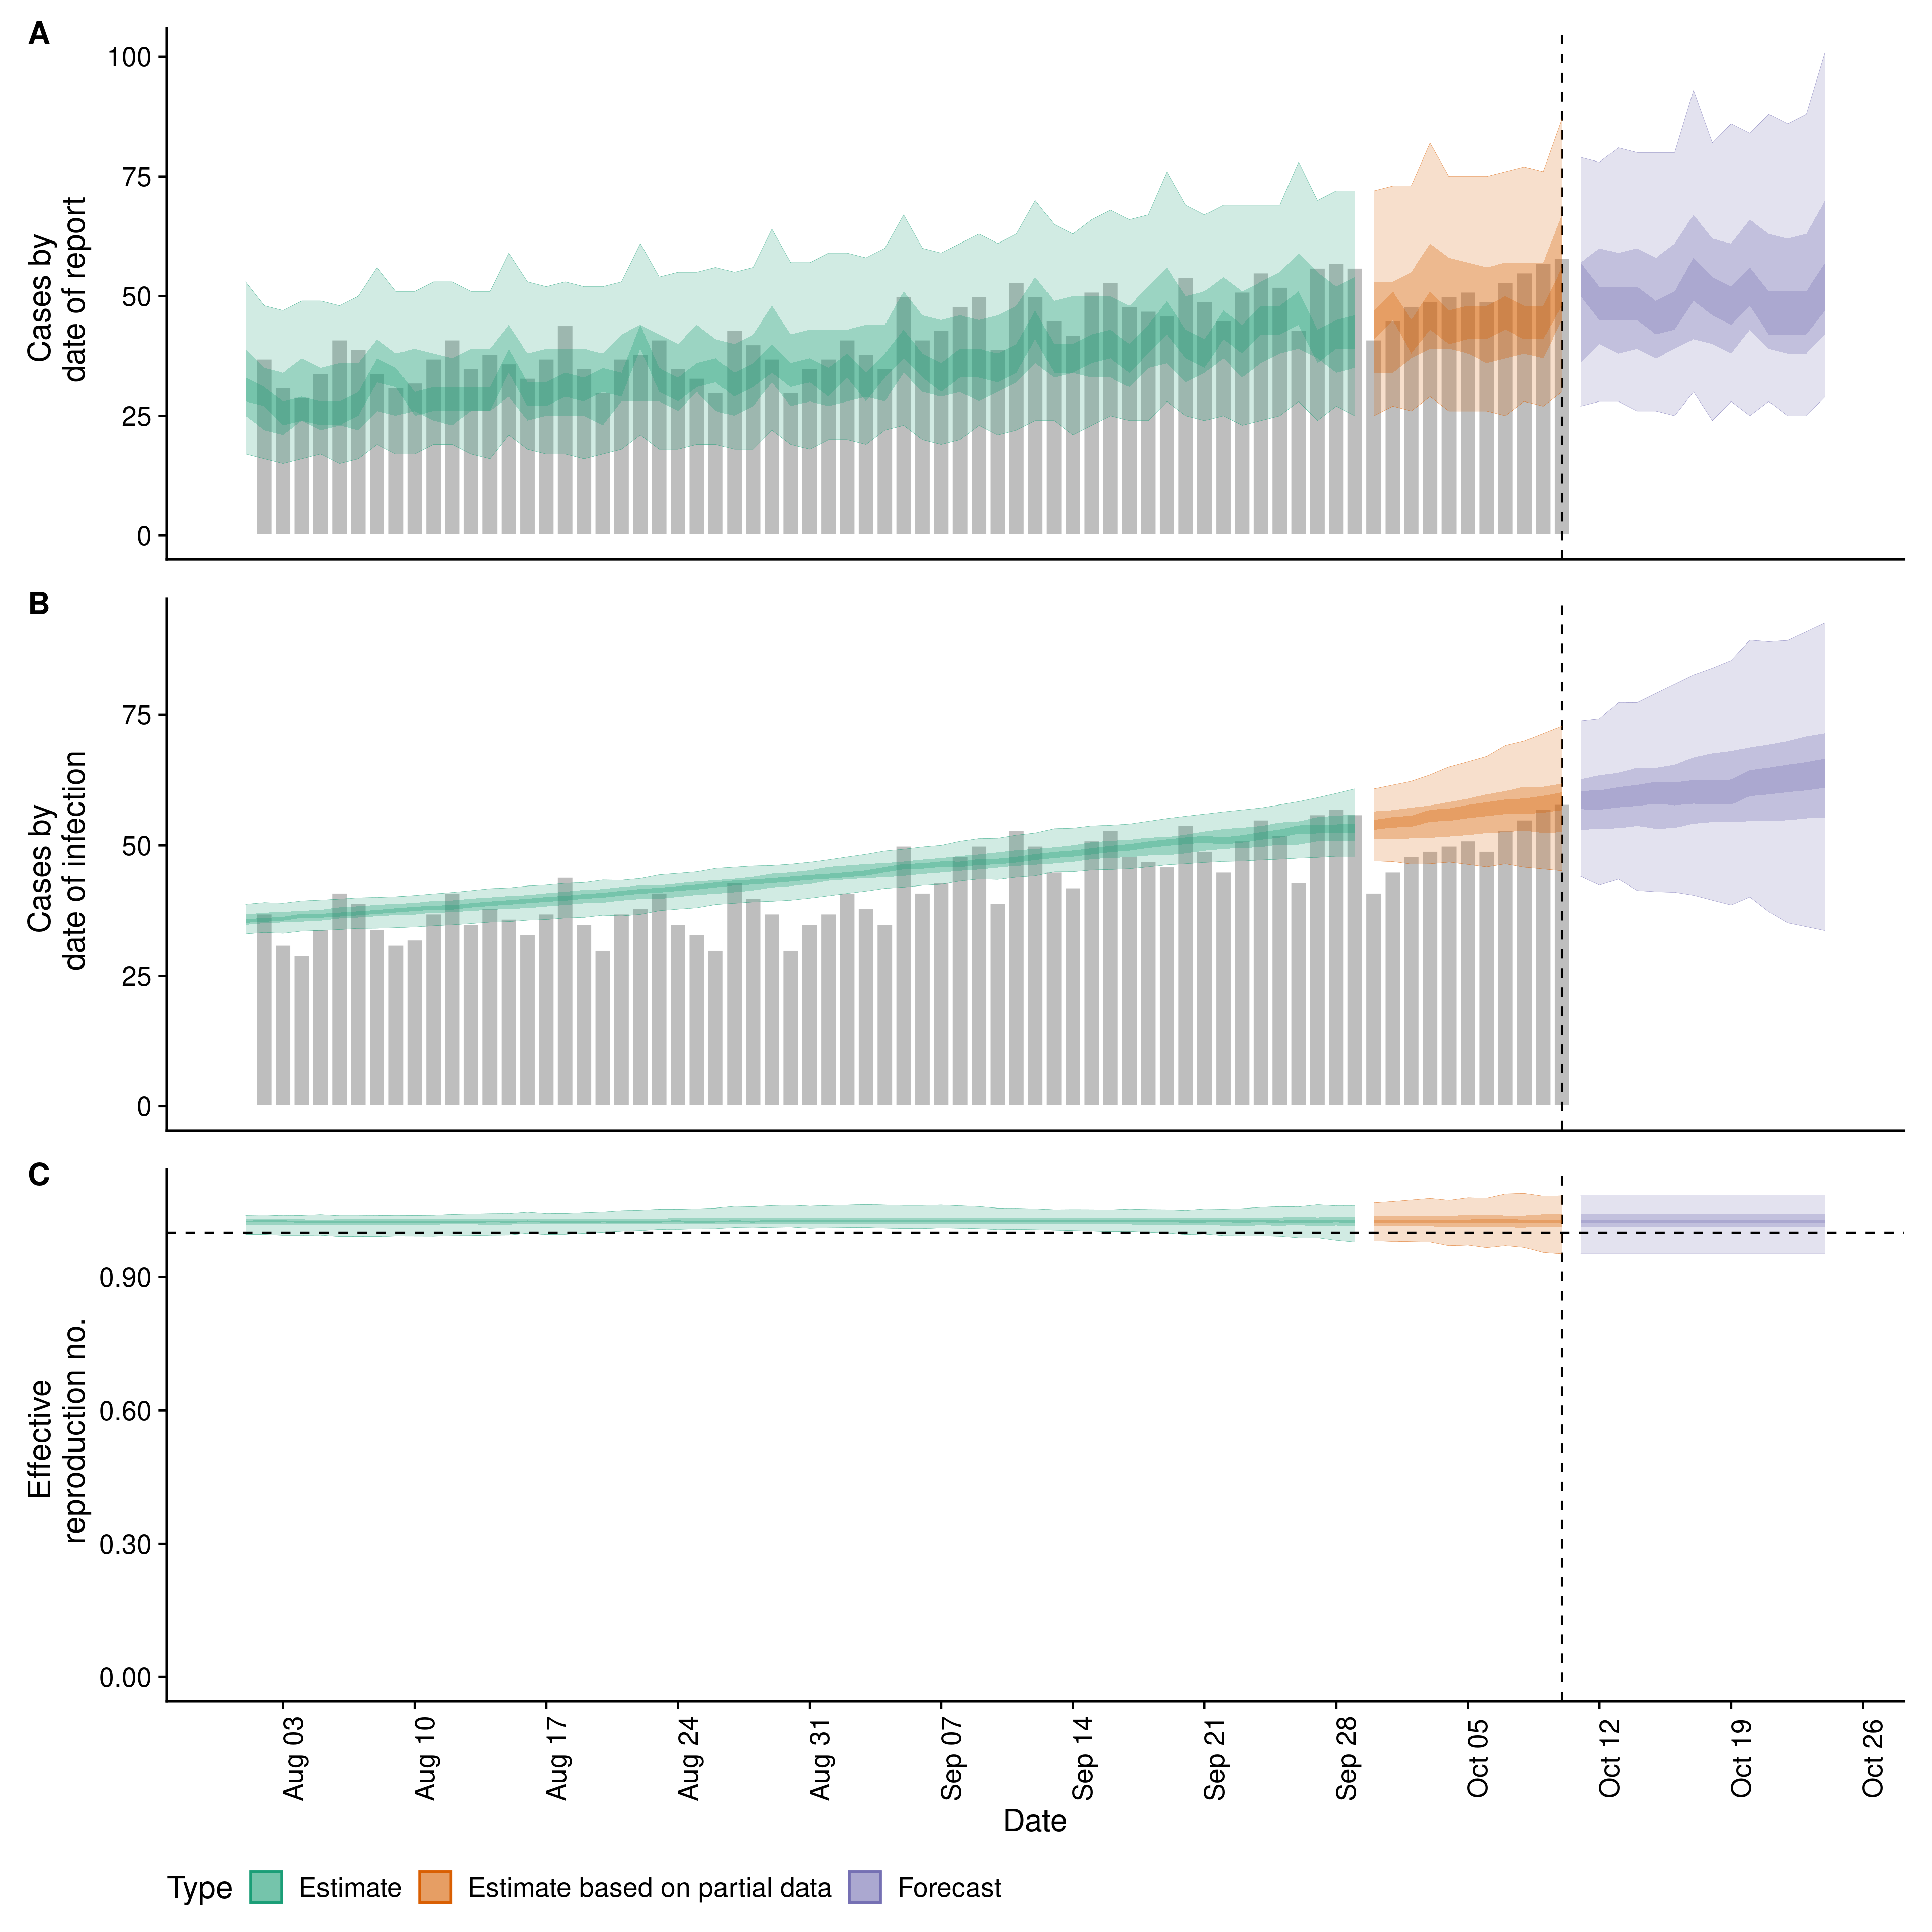 A
100
75
50
25
0
Cases by
date of report
B
75
50
25
0
Cases by
date of infection
C
0.90
0.60
0.30
0.00
Effective
reproduction no.
Aug 03
Aug 10
Aug 17
Aug 24
Aug 31
Sep 07
Sep 14
Sep 21
Sep 28
Oct 05
Oct 12
Oct 19
Oct 26
Date
Type Estimate Estimate based on partial data Forecast